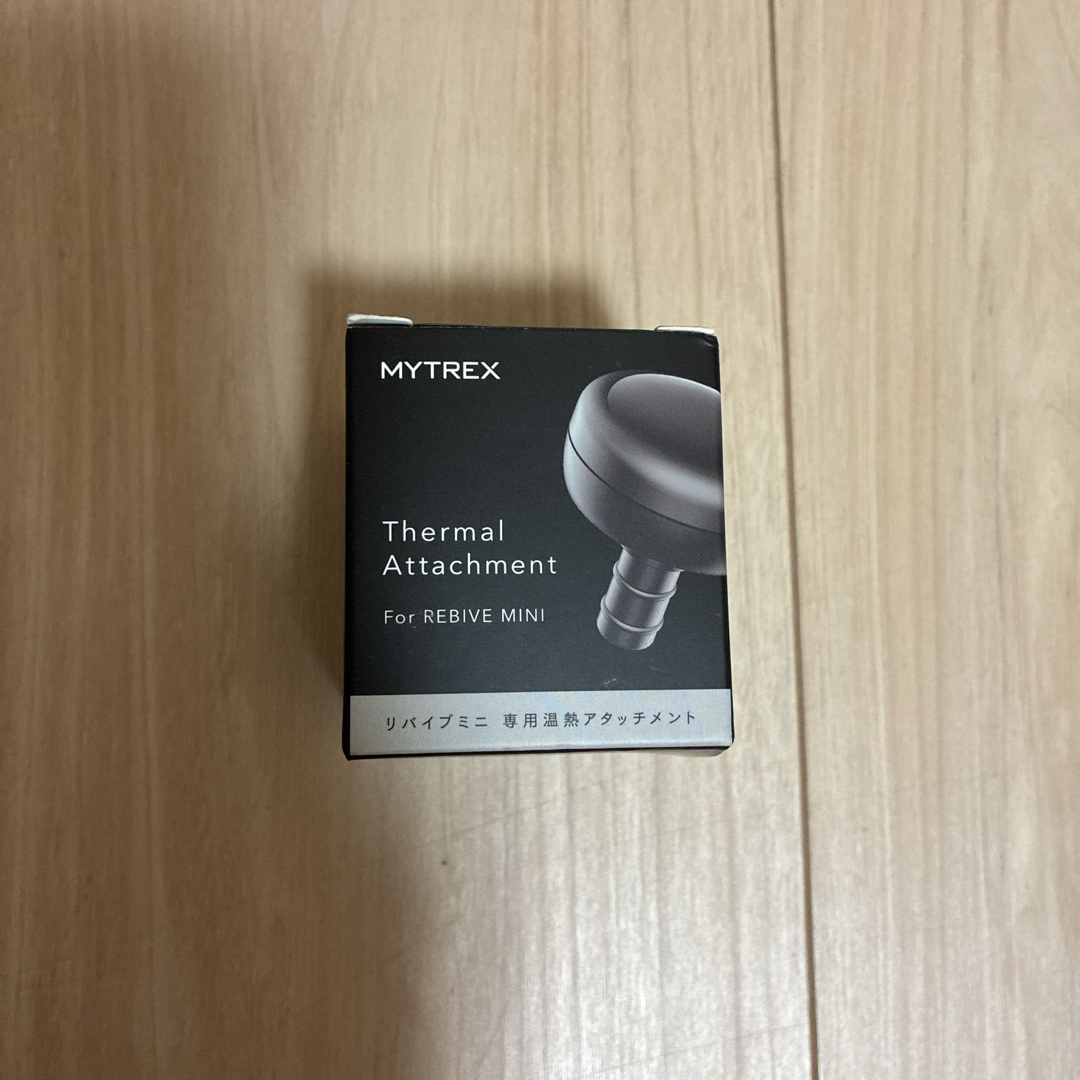 MYTREX
Thermal
Attachment
For REBIVE MINI
リバイブミニ 専用温熱アタッチメント